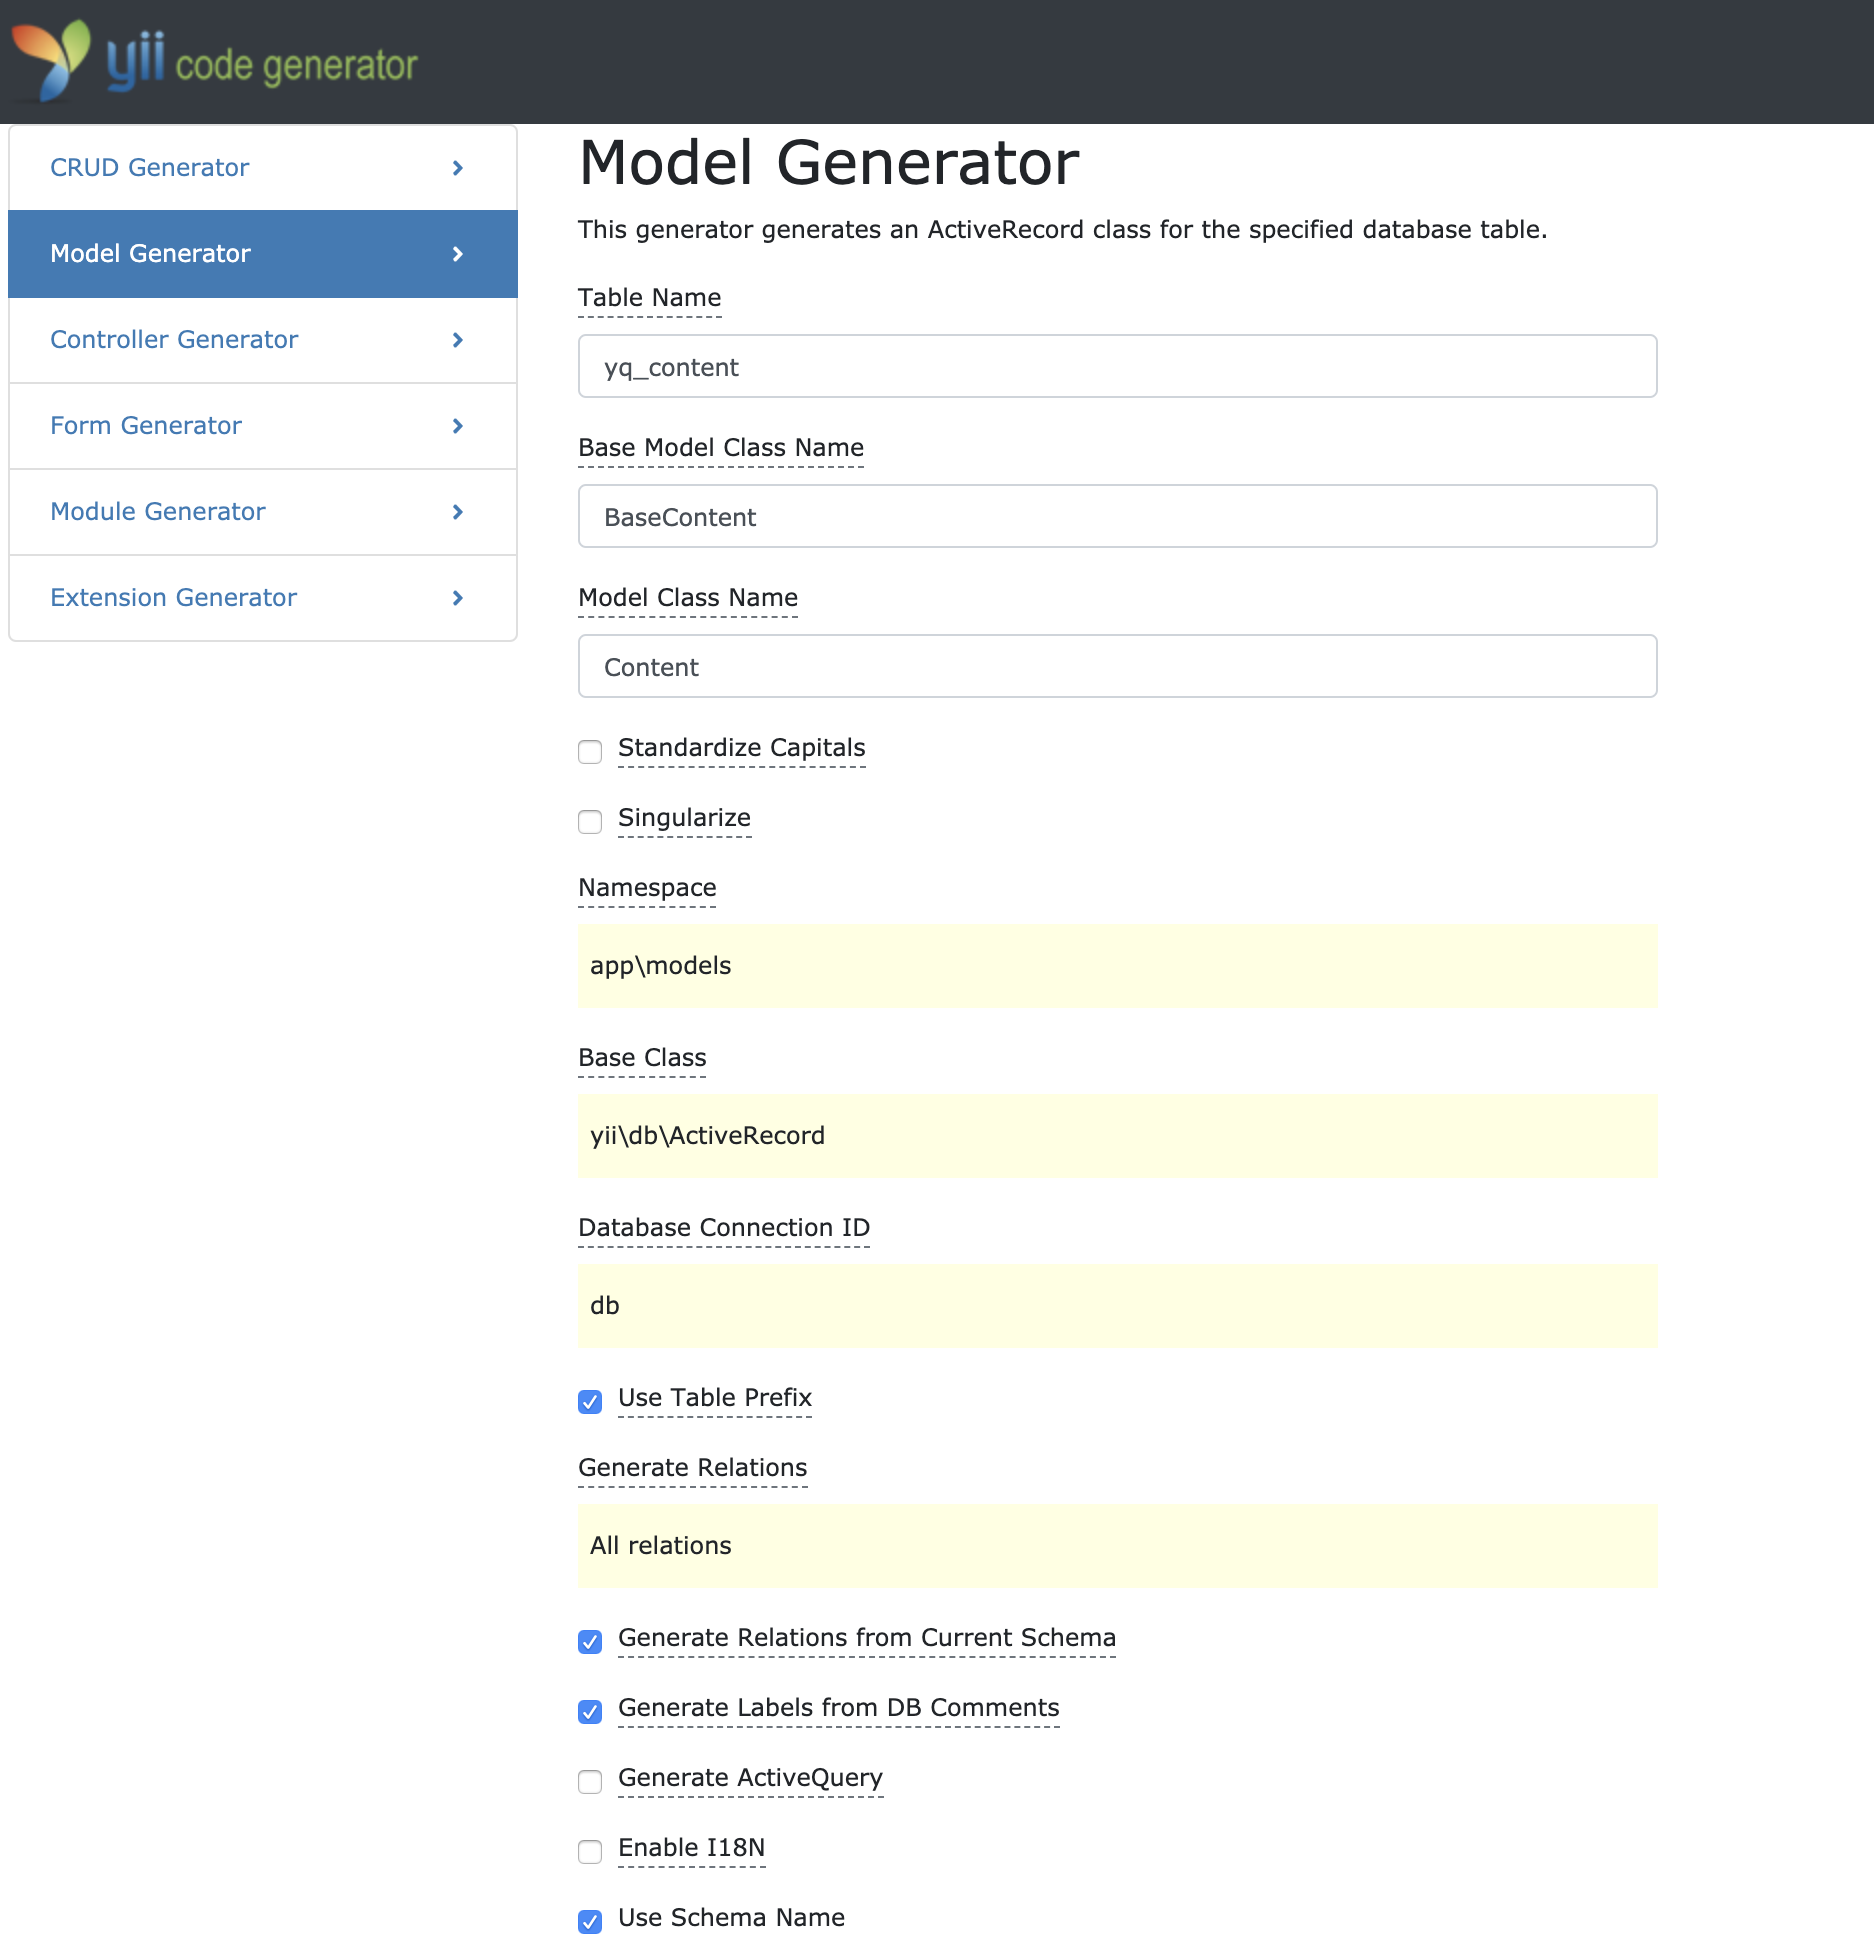 yii code generator
CRUD Generator
Model Generator
Controller Generator
Form Generator
Module Generator
Extension Generator
Model Generator
This generator generates an ActiveRecord class for the specified database table.
Table Name
yq_content
Base Model Class Name
BaseContent
Model Class Name
Content
Standardize Capitals
Singularize
Namespace
app\models
Base Class
yii\db\ActiveRecord
Database Connection ID
db
Use Table Prefix
Generate Relations
All relations
Generate Relations from Current Schema
Generate Labels from DB Comments
Generate ActiveQuery
Enable I18N
Use Schema Name